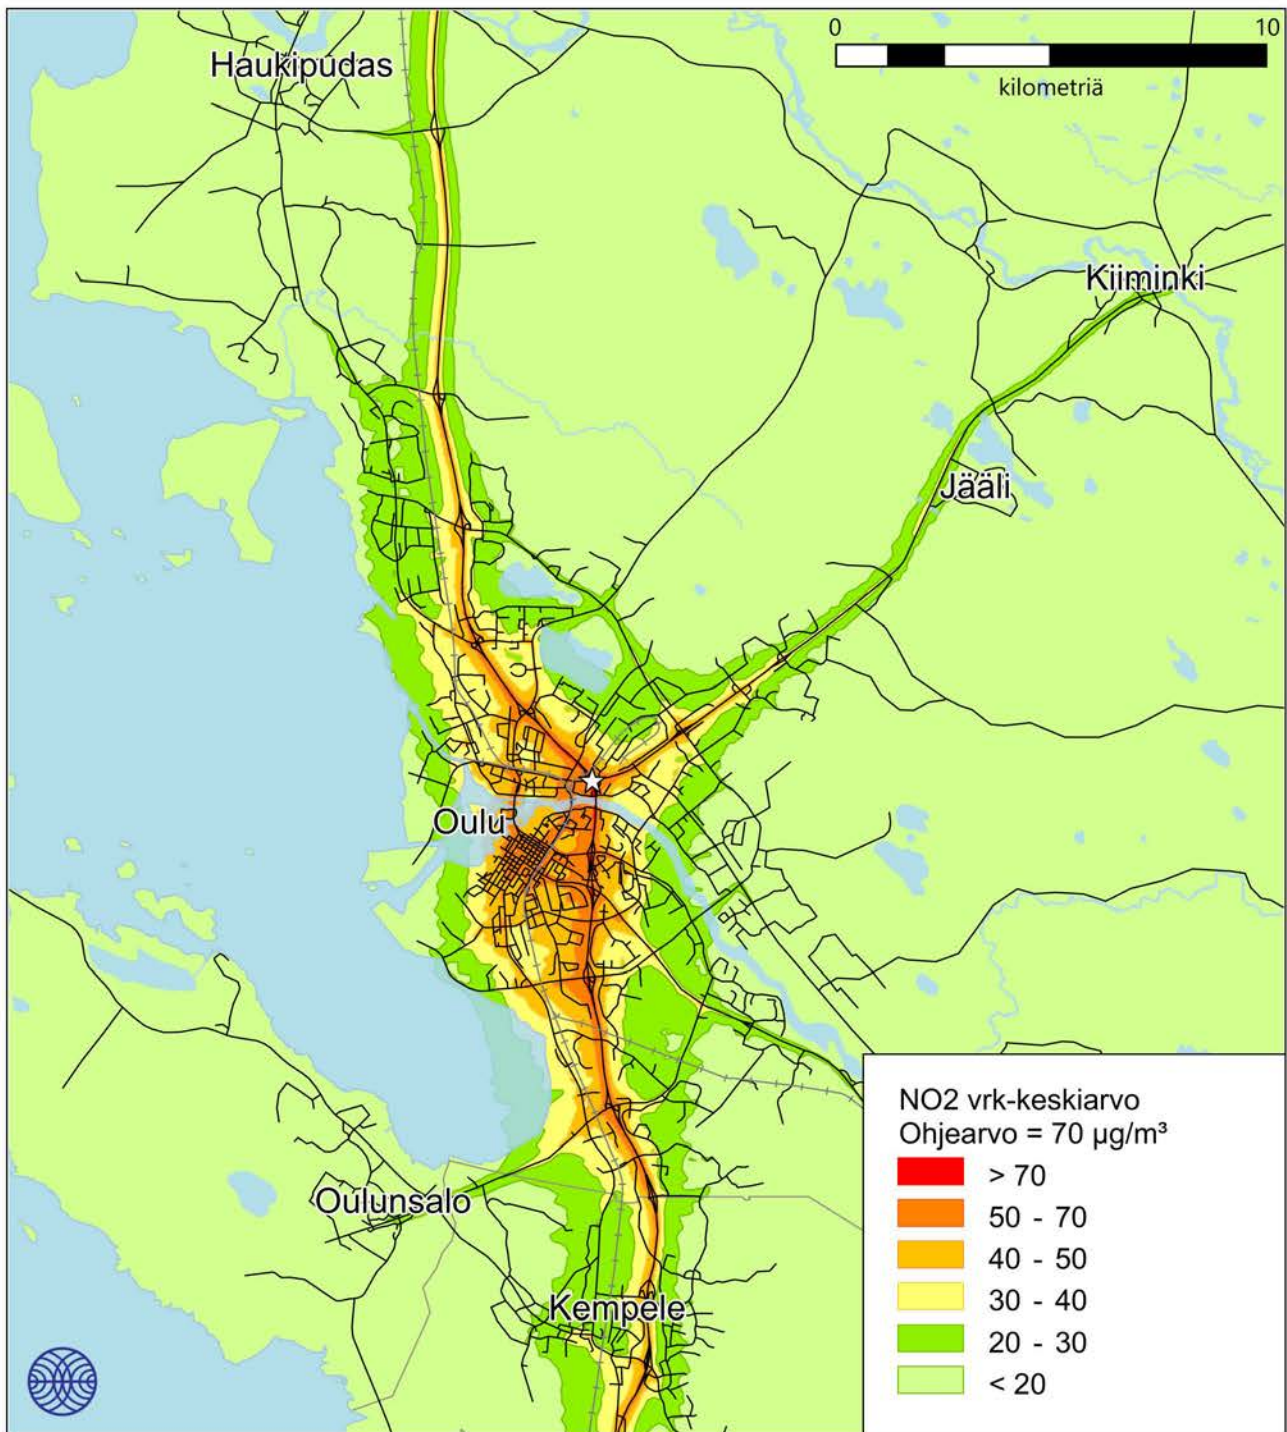 0 10
kilometriä
Haukipudas
Kiiminki
Jääli
Oulu
Oulunsalo
Kempele
NO2 vrk-keskiarvo
Ohjearvo = 70 µg/m³
> 70
50 - 70
40 - 50
30 - 40
20 - 30
< 20